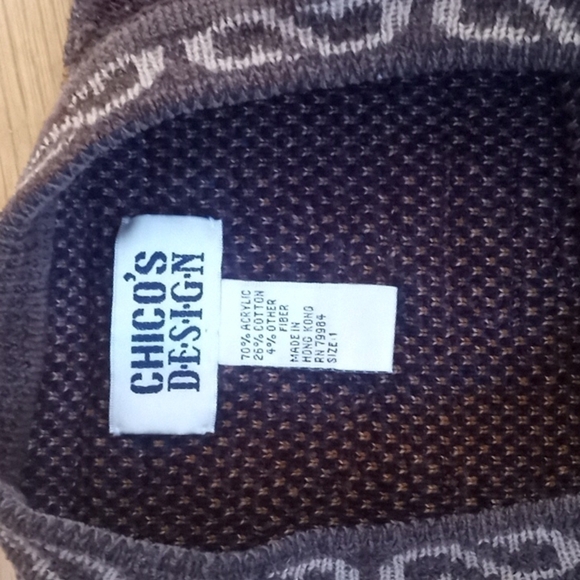 CHICO'S
D·E·S·I·G·N
70% ACRYLIC
26% COTTON
4% OTHER
FIBER
MADE IN
HONG KONG
RN 79984
SIZE·1